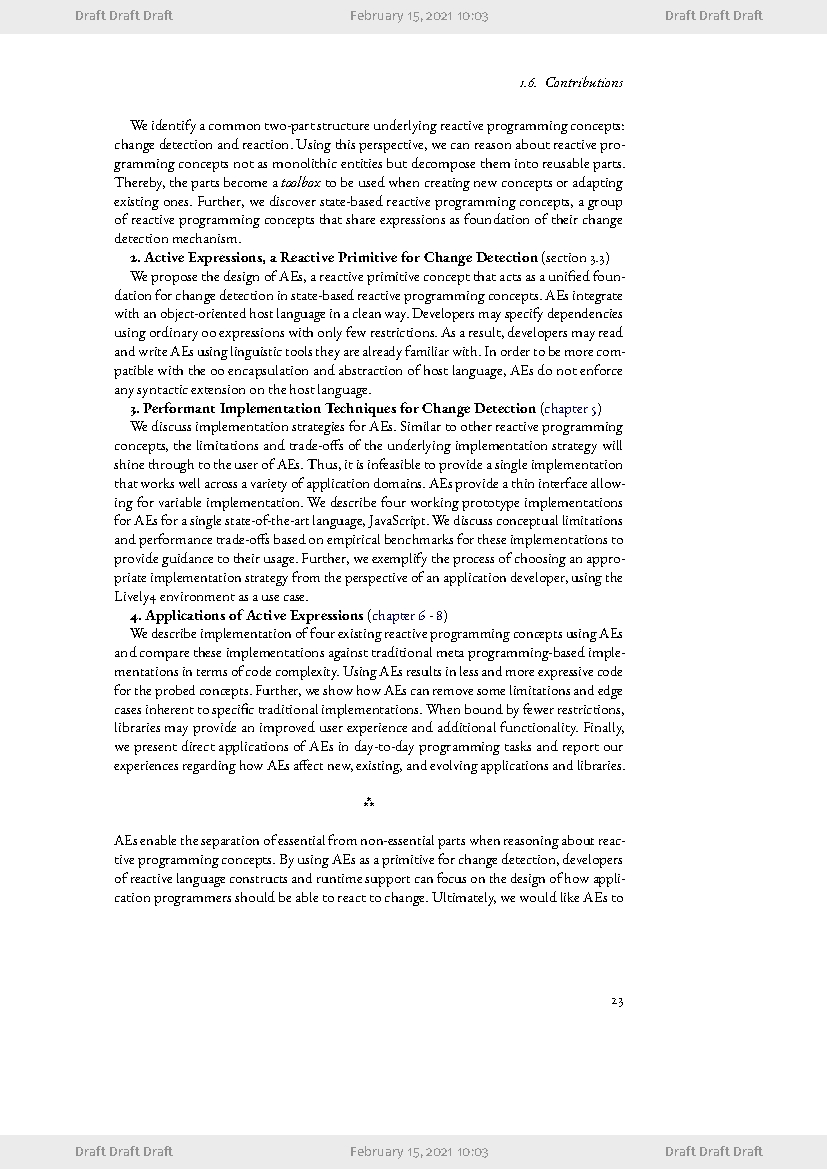 Draft Draft Draft February 15, 2021 10:03 Draft Draft Draft
1.6. Contributions
We identify a common two-part structure underlying reactive programming concepts:
change detection and reaction. Using this perspective, we can reason about reactive pro-
gramming concepts not as monolithic entities but decompose them into reusable parts.
Thereby, the parts become a toolbox to be used when creating new concepts or adapting
existing ones. Further, we discover state-based reactive programming concepts, a group
of reactive programming concepts that share expressions as foundation of their change
detection mechanism.
2. Active Expressions, a Reactive Primitive for Change Detection (section 3.3)
We propose the design of AEs, a reactive primitive concept that acts as a unified foun-
dation for change detection in state-based reactive programming concepts. AEs integrate
with an object-oriented host language in a clean way. Developers may specify dependencies
using ordinary oo expressions with only few restrictions. As a result, developers may read
and write AEs using linguistic tools they are already familiar with. In order to be more com-
patible with the oo encapsulation and abstraction of host language, AEs do not enforce
any syntactic extension on the host language.
3. Performant Implementation Techniques for Change Detection (chapter 5)
We discuss implementation strategies for AEs. Similar to other reactive programming
concepts, the limitations and trade-offs of the underlying implementation strategy will
shine through to the user of AEs. Thus, it is infeasible to provide a single implementation
that works well across a variety of application domains. AEs provide a thin interface allow-
ing for variable implementation. We describe four working prototype implementations
for AEs for a single state-of-the-art language, JavaScript. We discuss conceptual limitations
and performance trade-offs based on empirical benchmarks for these implementations to
provide guidance to their usage. Further, we exemplify the process of choosing an appro-
priate implementation strategy from the perspective of an application developer, using the
Lively4 environment as a use case.
4. Applications of Active Expressions (chapter 6 - 8)
We describe implementation of four existing reactive programming concepts using AEs
and compare these implementations against traditional meta programming-based imple-
mentations in terms of code complexity. Using AEs results in less and more expressive code
for the probed concepts. Further, we show how AEs can remove some limitations and edge
cases inherent to specific traditional implementations. When bound by fewer restrictions,
libraries may provide an improved user experience and additional functionality. Finally,
we present direct applications of AEs in day-to-day programming tasks and report our
experiences regarding how AEs affect new, existing, and evolving applications and libraries.
⁂
AEs enable the separation of essential from non-essential parts when reasoning about reac-
tive programming concepts. By using AEs as a primitive for change detection, developers
of reactive language constructs and runtime support can focus on the design of how appli-
cation programmers should be able to react to change. Ultimately, we would like AEs to
23
Draft Draft Draft February 15, 2021 10:03 Draft Draft Draft